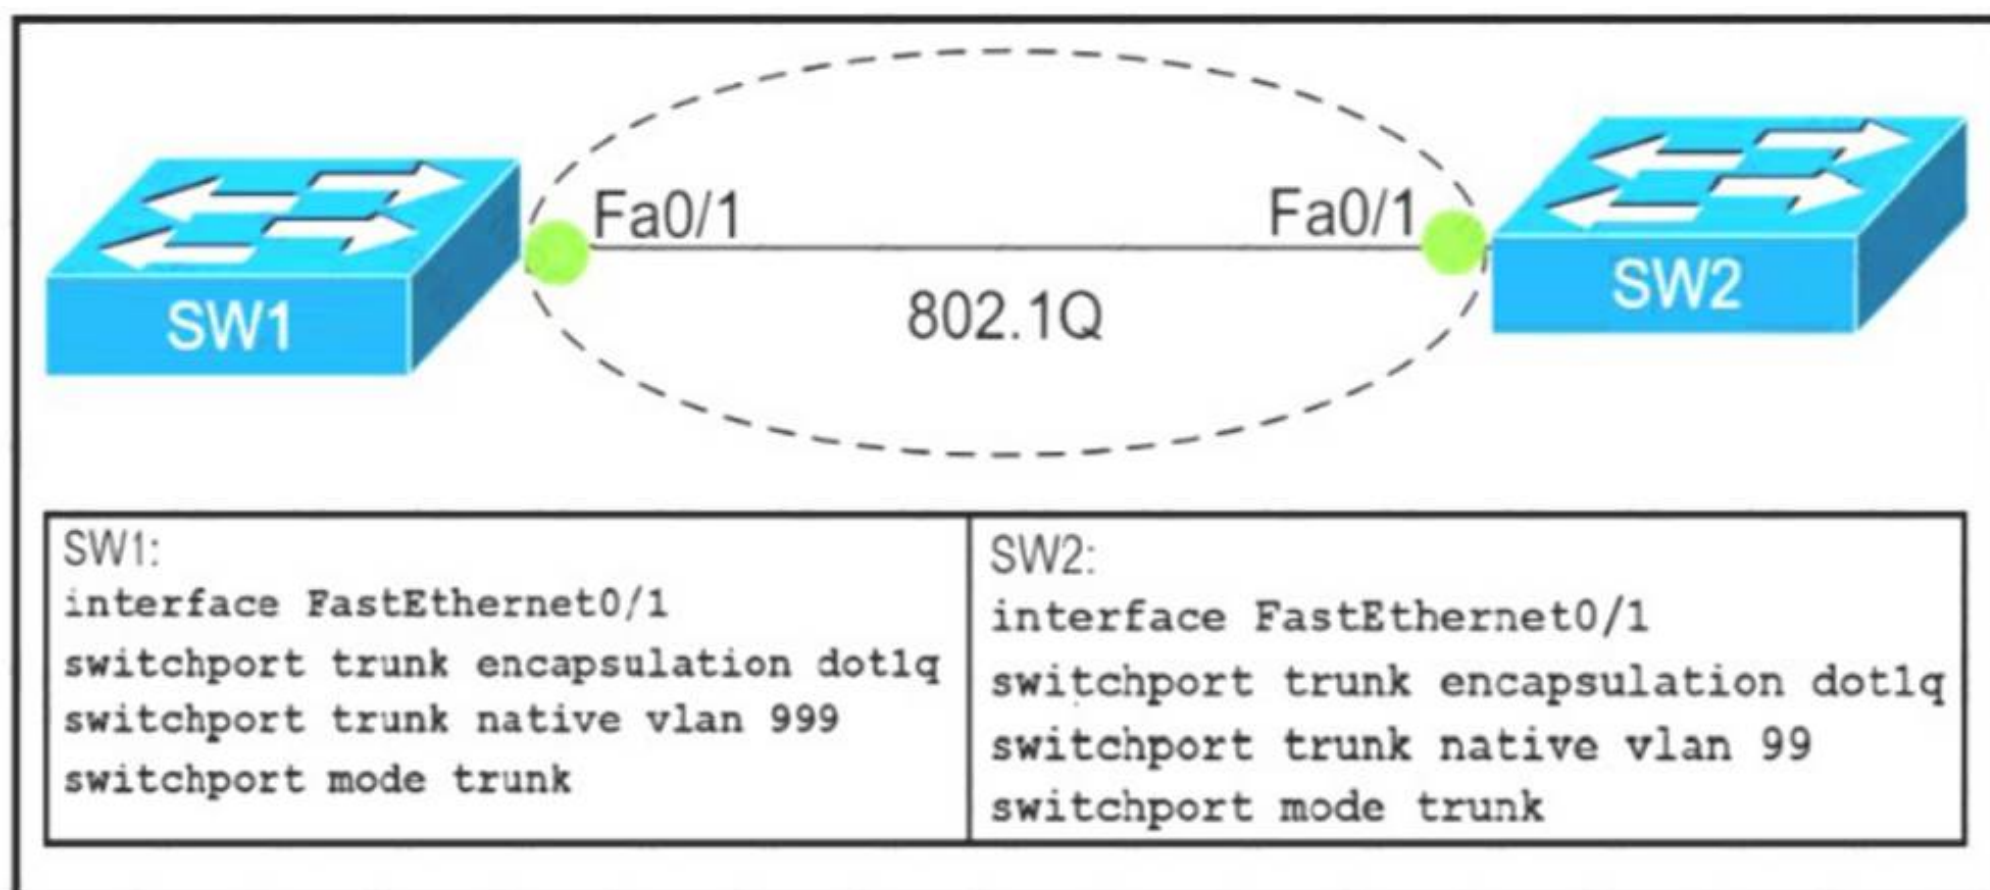 Fa0/1
Fa0/1
802.1Q
SW1
SW2
SW1:
interface FastEthernet0/1
switchport trunk encapsulation dot1q
switchport trunk native vlan 999
switchport mode trunk
SW2:
interface FastEthernet0/1
switchport trunk encapsulation dot1q
switchport trunk native vlan 99
switchport mode trunk